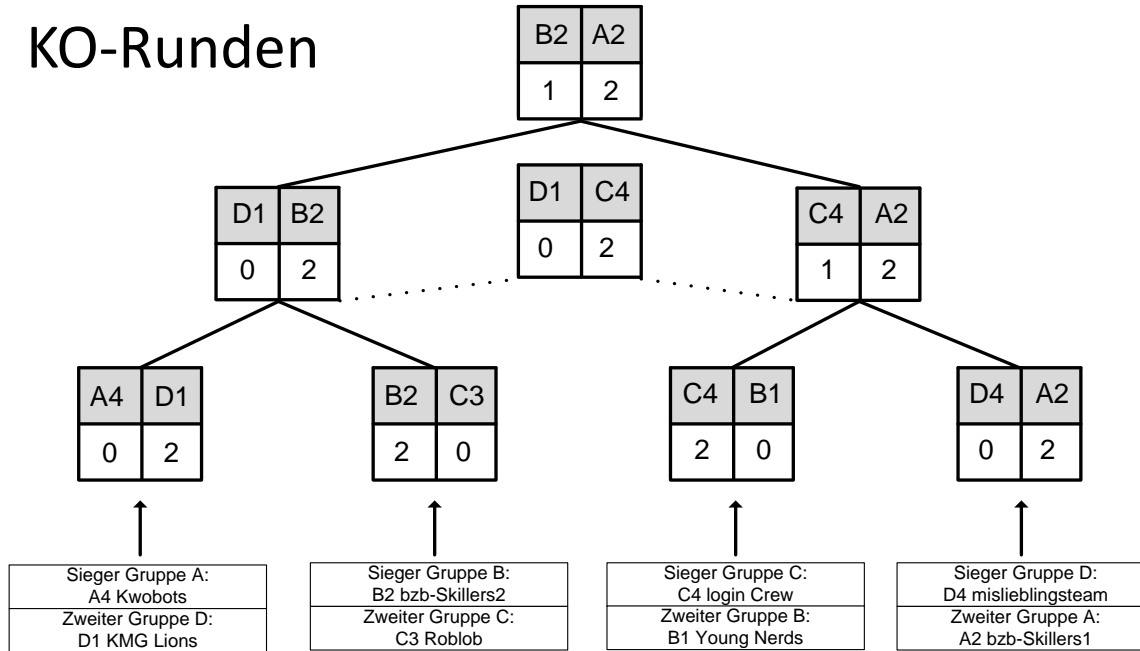 KO-Runden
B2 A2
1 2
D1 B2
0 2
D1 C4
0 2
C4 A2
1 2
A4 D1
0 2
B2 C3
2 0
C4 B1
2 0
D4 A2
0 2
Sieger Gruppe A:
A4 Kwobots
Zweiter Gruppe D:
D1 KMG Lions
Sieger Gruppe B:
B2 bzb-Skillers2
Zweiter Gruppe C:
C3 Roblob
Sieger Gruppe C:
C4 login Crew
Zweiter Gruppe B:
B1 Young Nerds
Sieger Gruppe D:
D4 mislieblingsteam
Zweiter Gruppe A:
A2 bzb-Skillers1